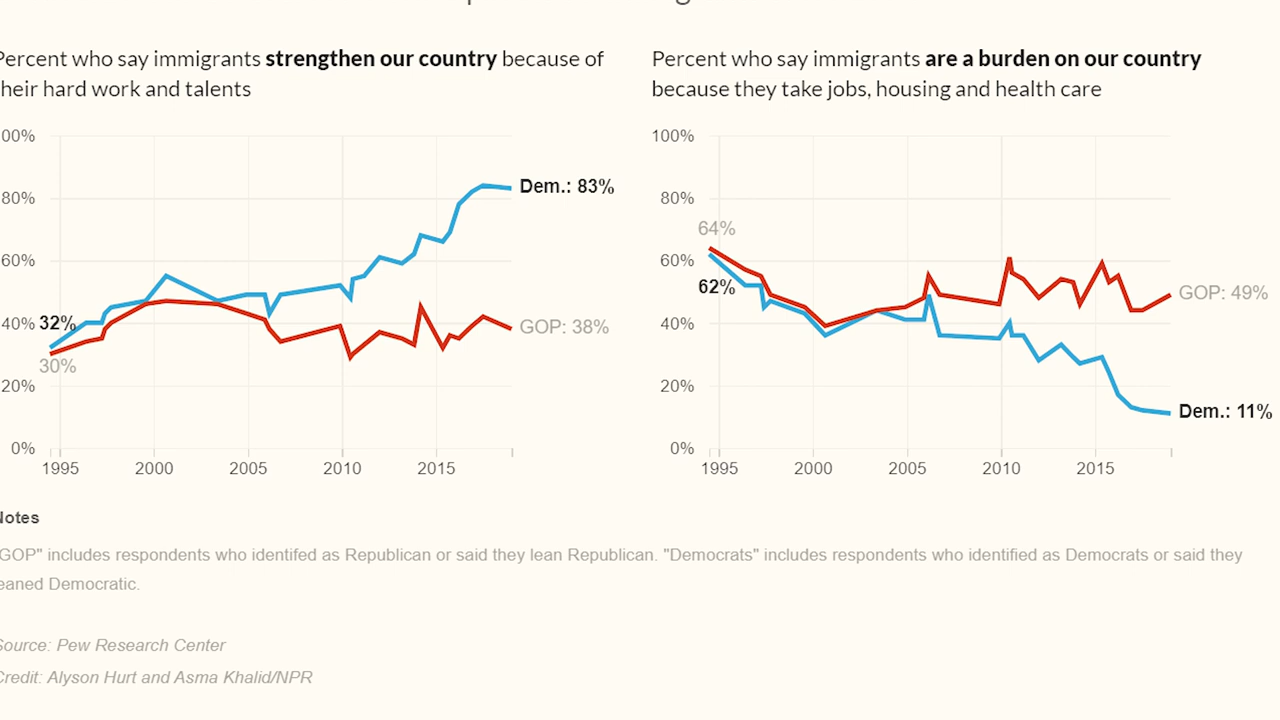 Percent who say immigrants strengthen our country because of
their hard work and talents
Percent who say immigrants are a burden on our country
because they take jobs, housing and health care
00%
80%
60%
40%
20%
0%
32%
30%
Dem.: 83%
GOP: 38%
1995 2000 2005 2010 2015
100%
80%
60%
40%
20%
0%
64%
62%
GOP: 49%
Dem.: 11%
1995 2000 2005 2010 2015
Notes
"GOP" includes respondents who identifed as Republican or said they lean Republican. "Democrats" includes respondents who identified as Democrats or said they
leaned Democratic.
Source: Pew Research Center
Credit: Alyson Hurt and Asma Khalid/NPR